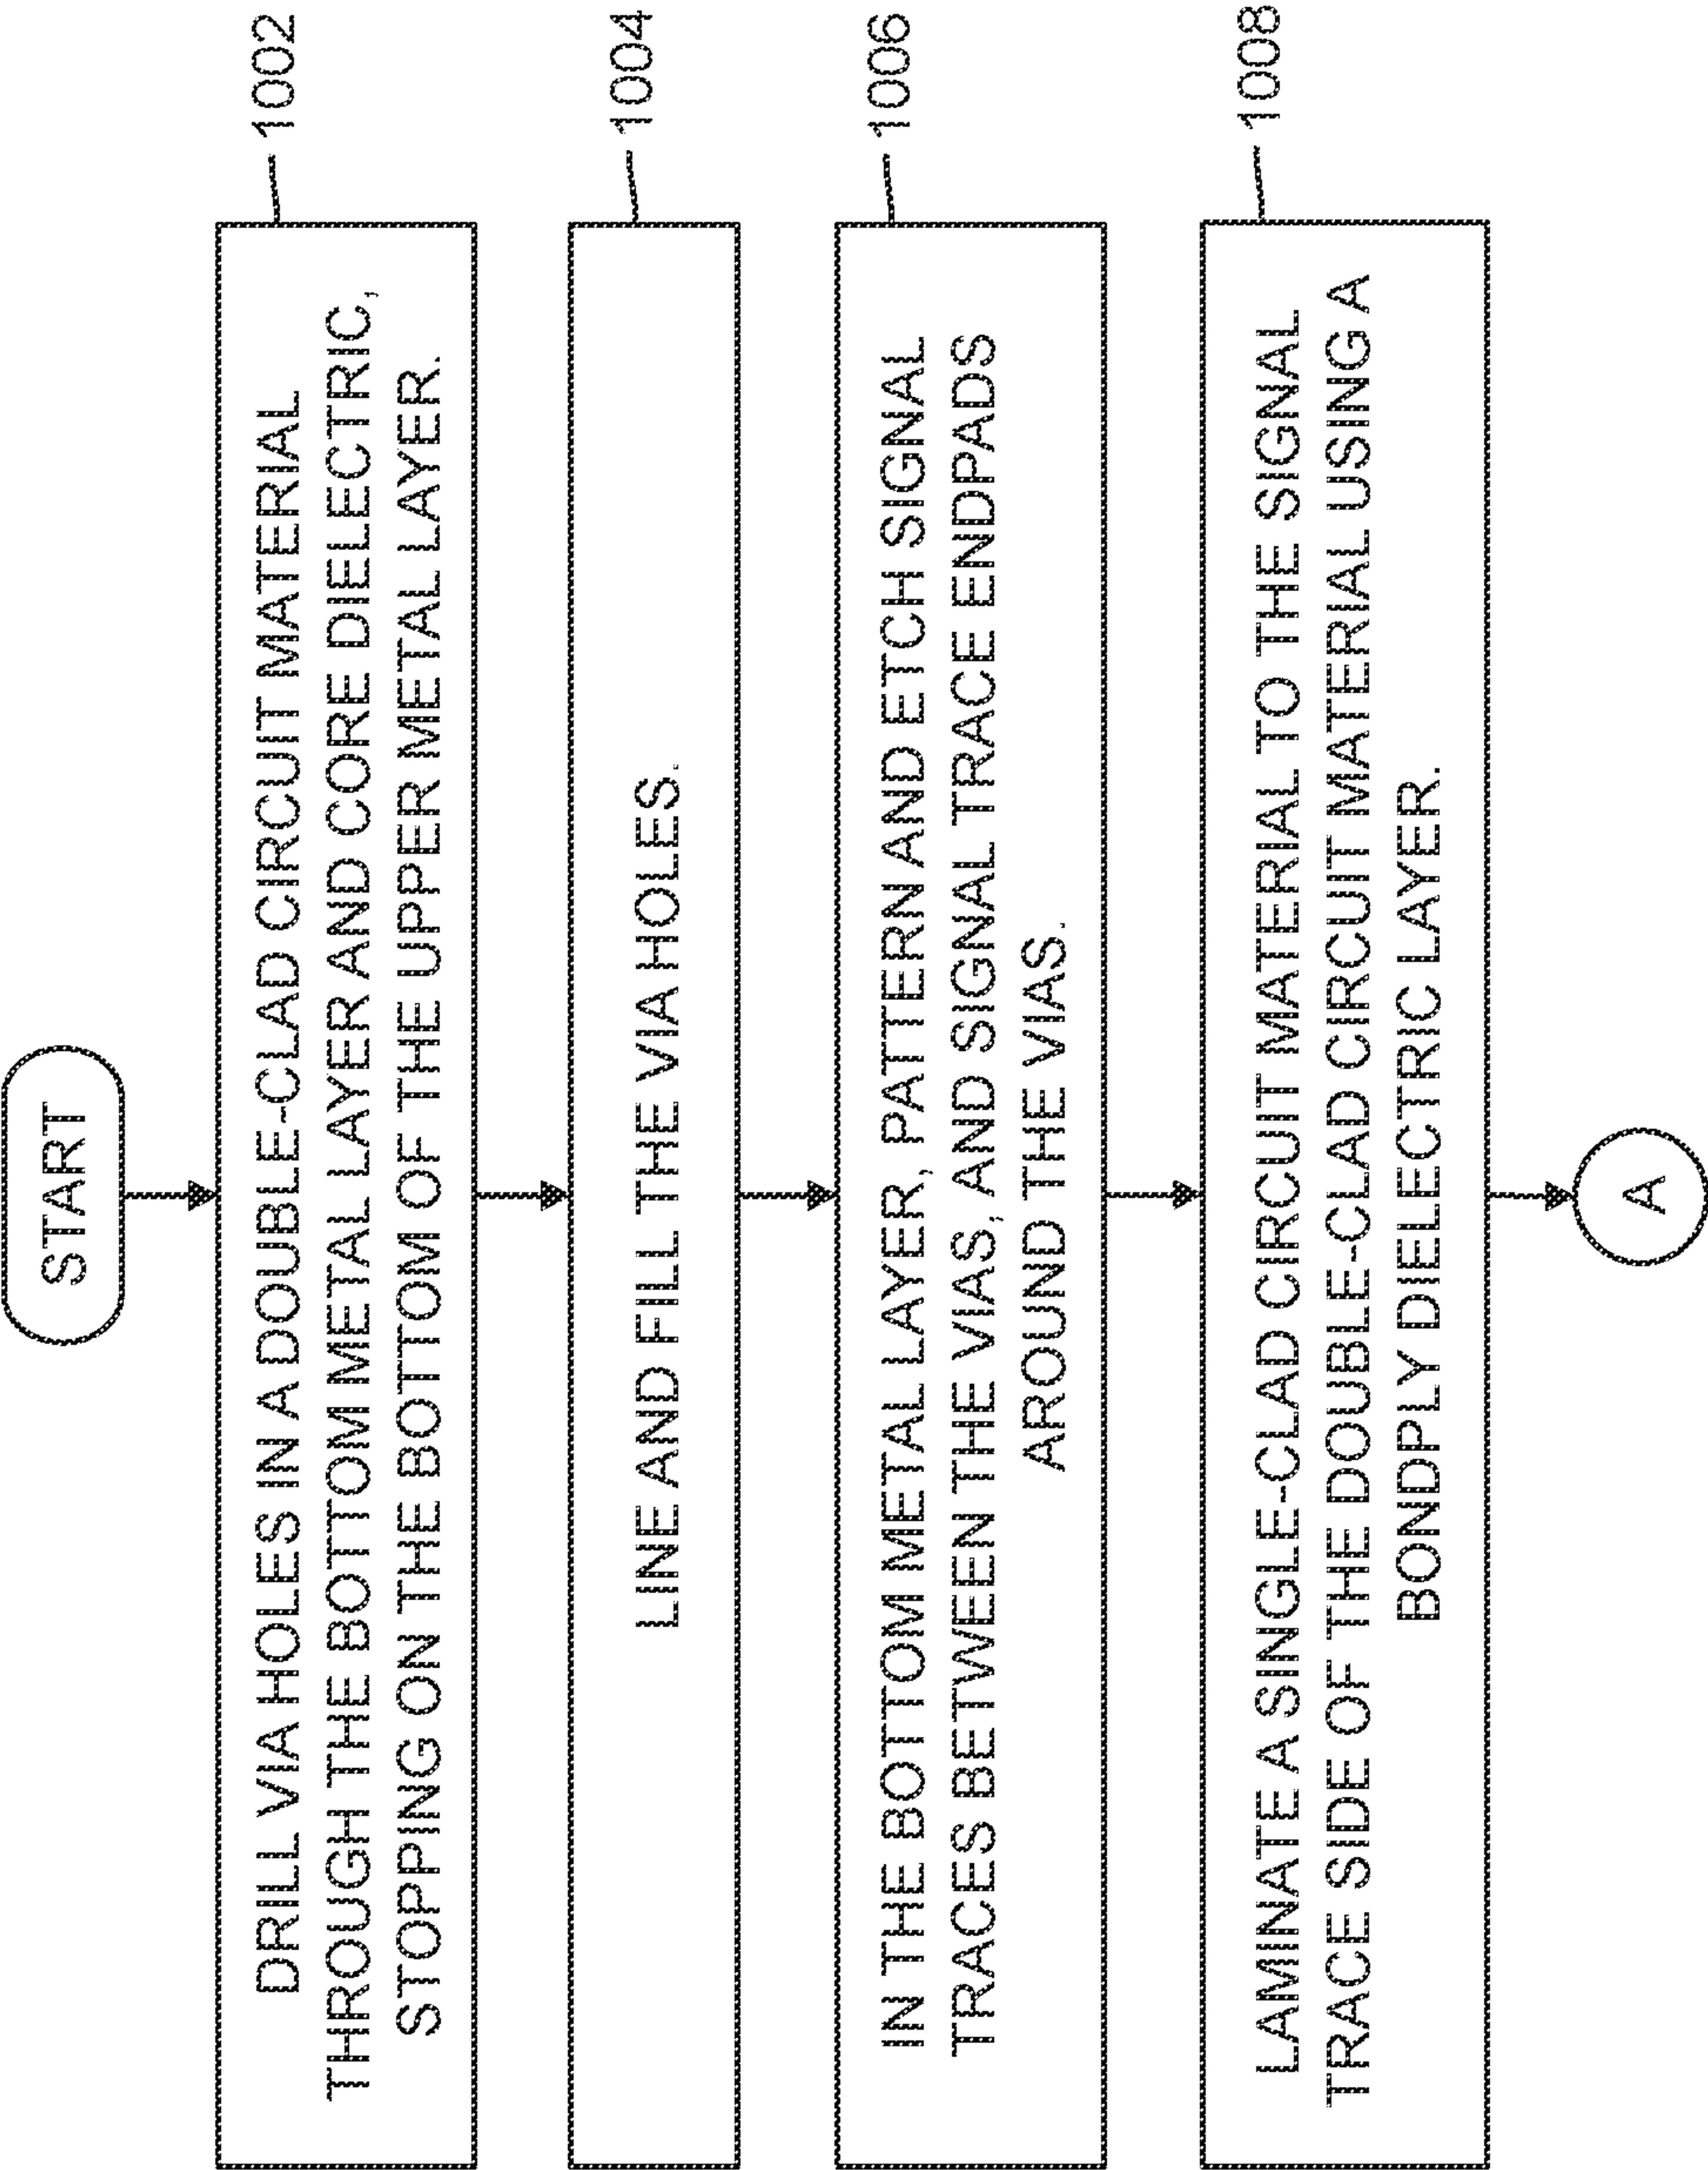 START
1002
DRILL VIA HOLES IN A DOUBLE-CLAD CIRCUIT MATERIAL
THROUGH THE BOTTOM METAL LAYER AND CORE DIELECTRIC,
STOPPING ON THE BOTTOM OF THE UPPER METAL LAYER.
1004
LINE AND FILL THE VIA HOLES.
1006
IN THE BOTTOM METAL LAYER, PATTERN AND ETCH SIGNAL
TRACES BETWEEN THE VIAS, AND SIGNAL TRACE ENDPADS
AROUND THE VIAS.
1008
LAMINATE A SINGLE-CLAD CIRCUIT MATERIAL TO THE SIGNAL
TRACE SIDE OF THE DOUBLE-CLAD CIRCUIT MATERIAL USING A
BONDPLY DIELECTRIC LAYER.
A